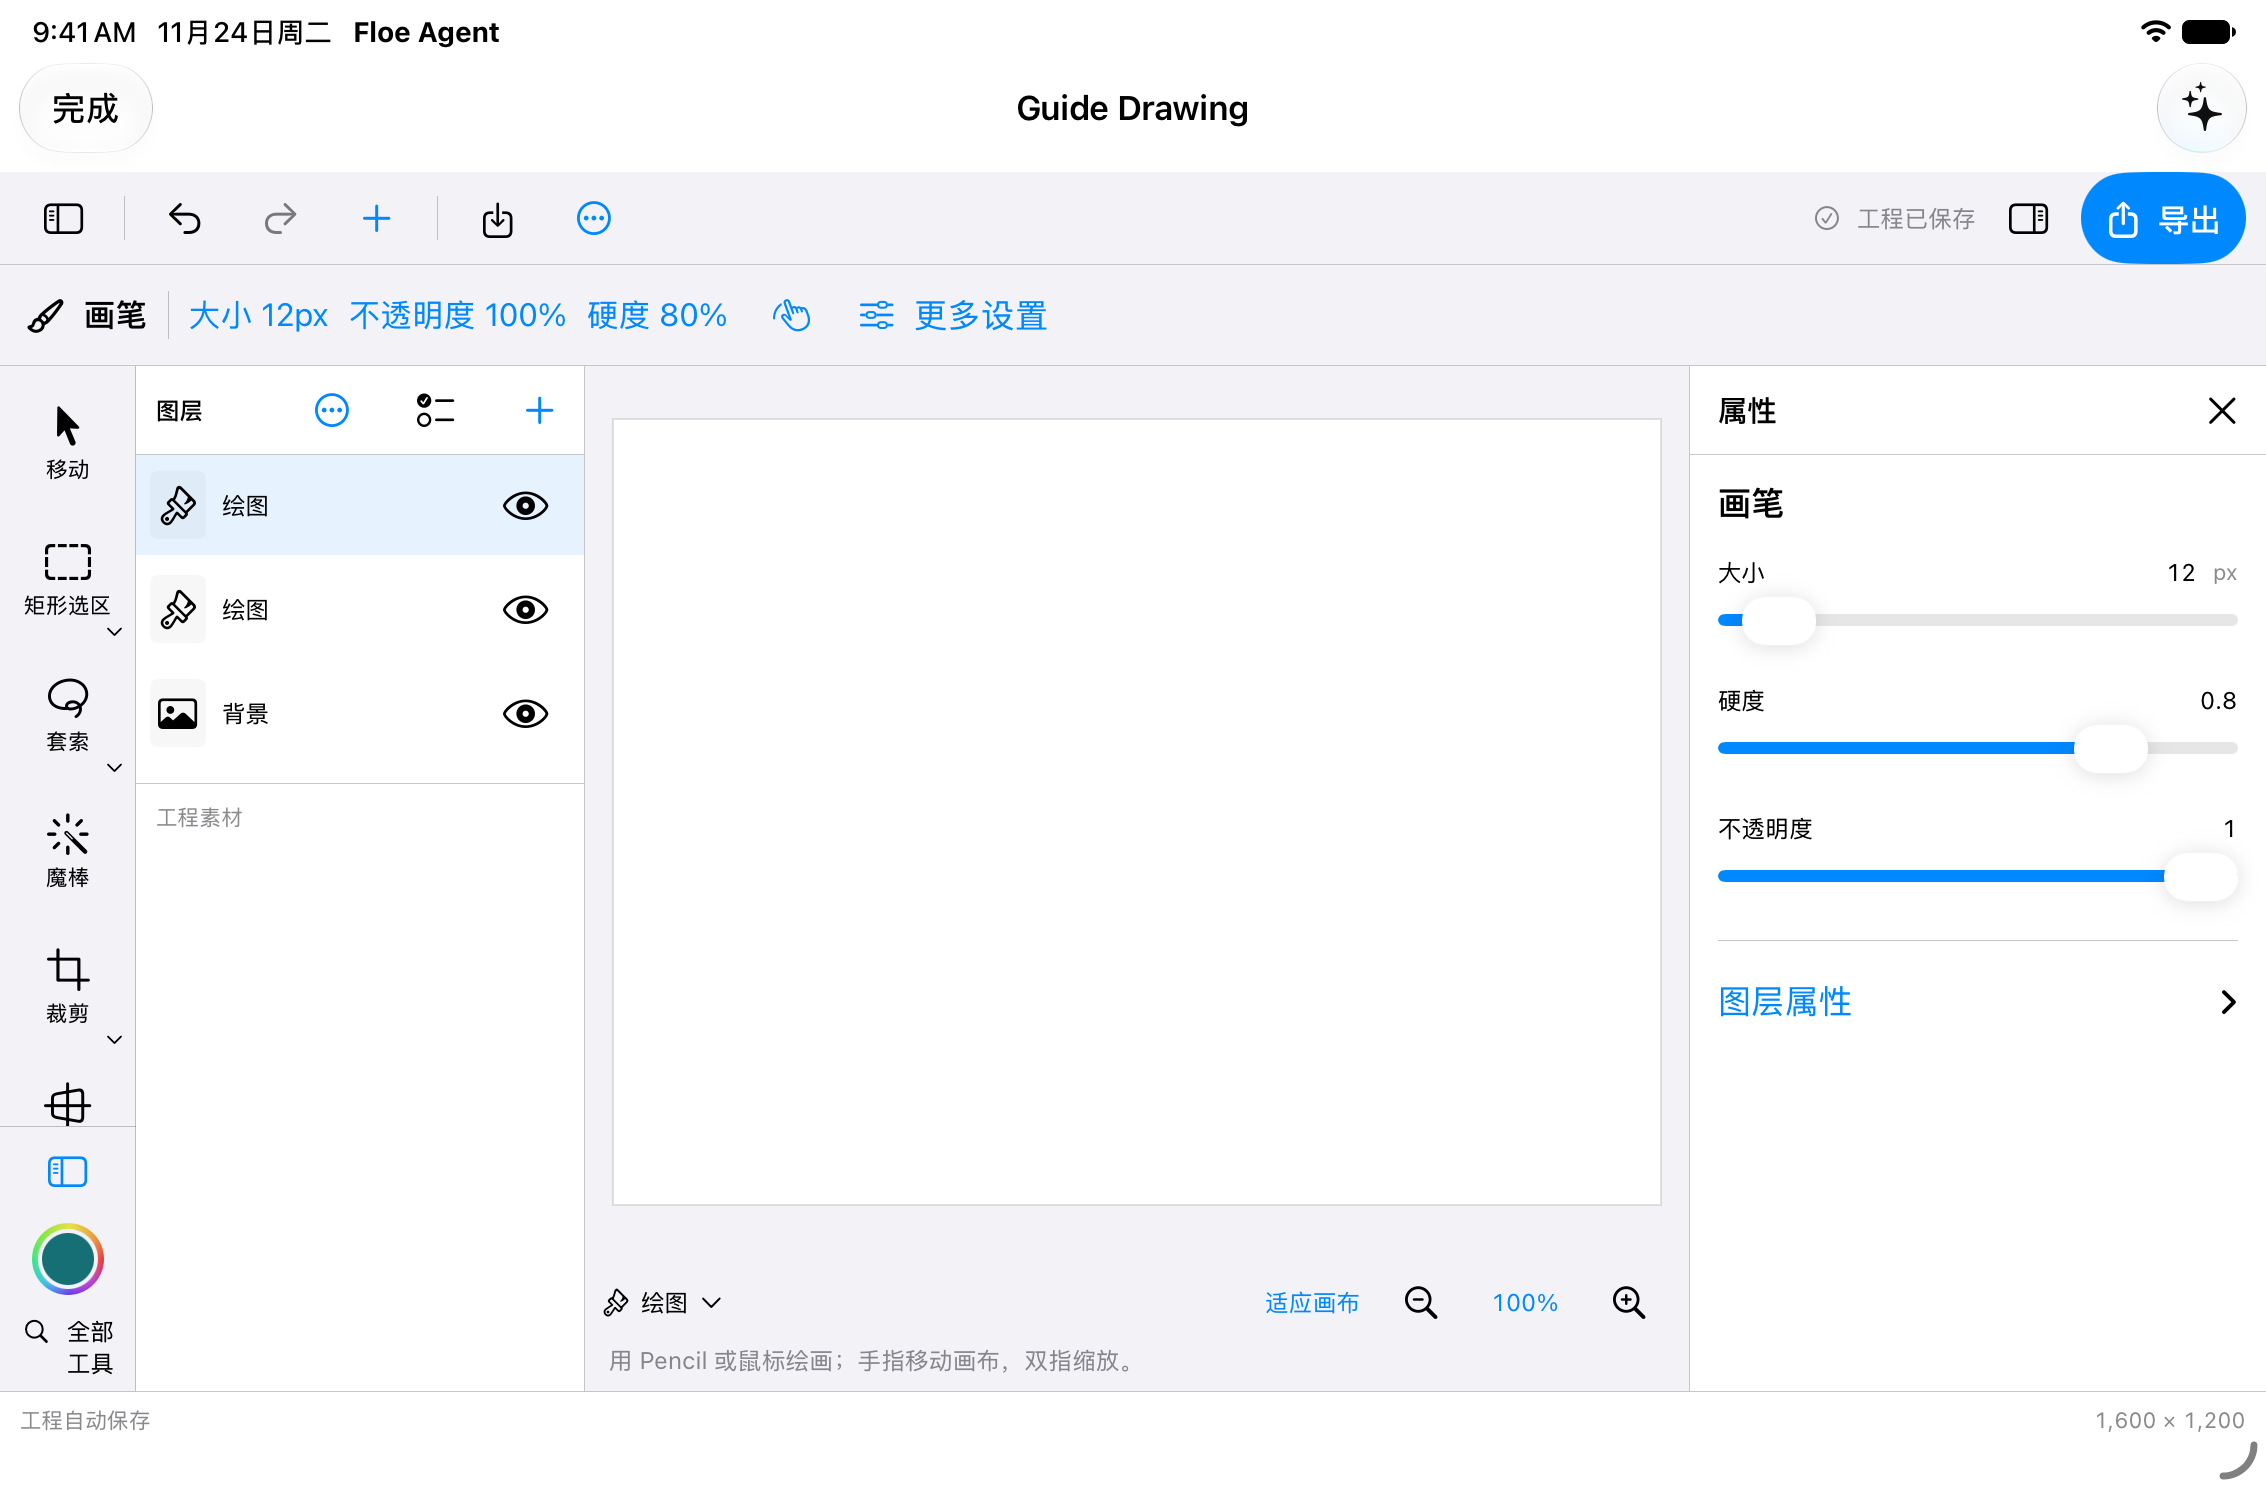 9:41 AM 11月24日周二 Floe Agent
完成
Guide Drawing
工程已保存
导出
画笔
大小 12px 不透明度 100% 硬度 80%
更多设置
移动
矩形选区
套索
魔棒
裁剪
全部
工具
图层
绘图
绘图
背景
工程素材
绘图
适应画布
100%
用 Pencil 或鼠标绘画；手指移动画布，双指缩放。
属性
画笔
大小 12 px
硬度 0.8
不透明度 1
图层属性
工程自动保存
1,600 × 1,200